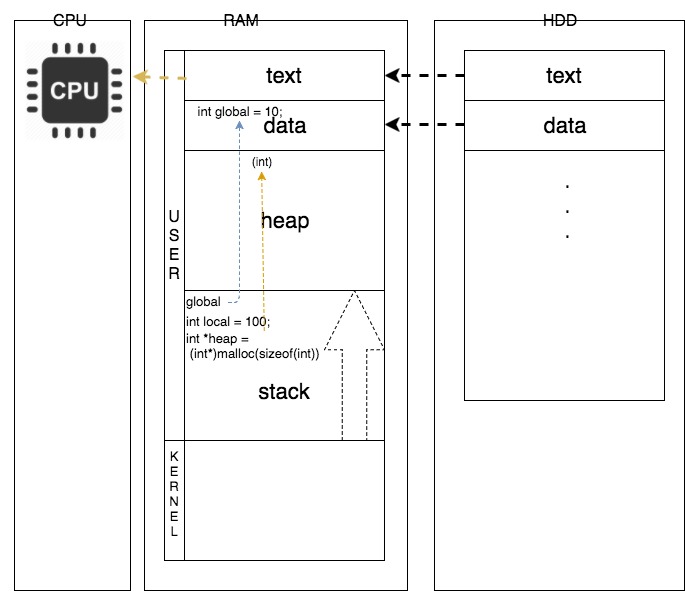 CPU
RAM
HDD
CPU
text
text
int global = 10;
data
data
(int)
.
.
.
heap
USER
global
int local = 100;
int *heap =
(int*)malloc(sizeof(int))
stack
KERNEL